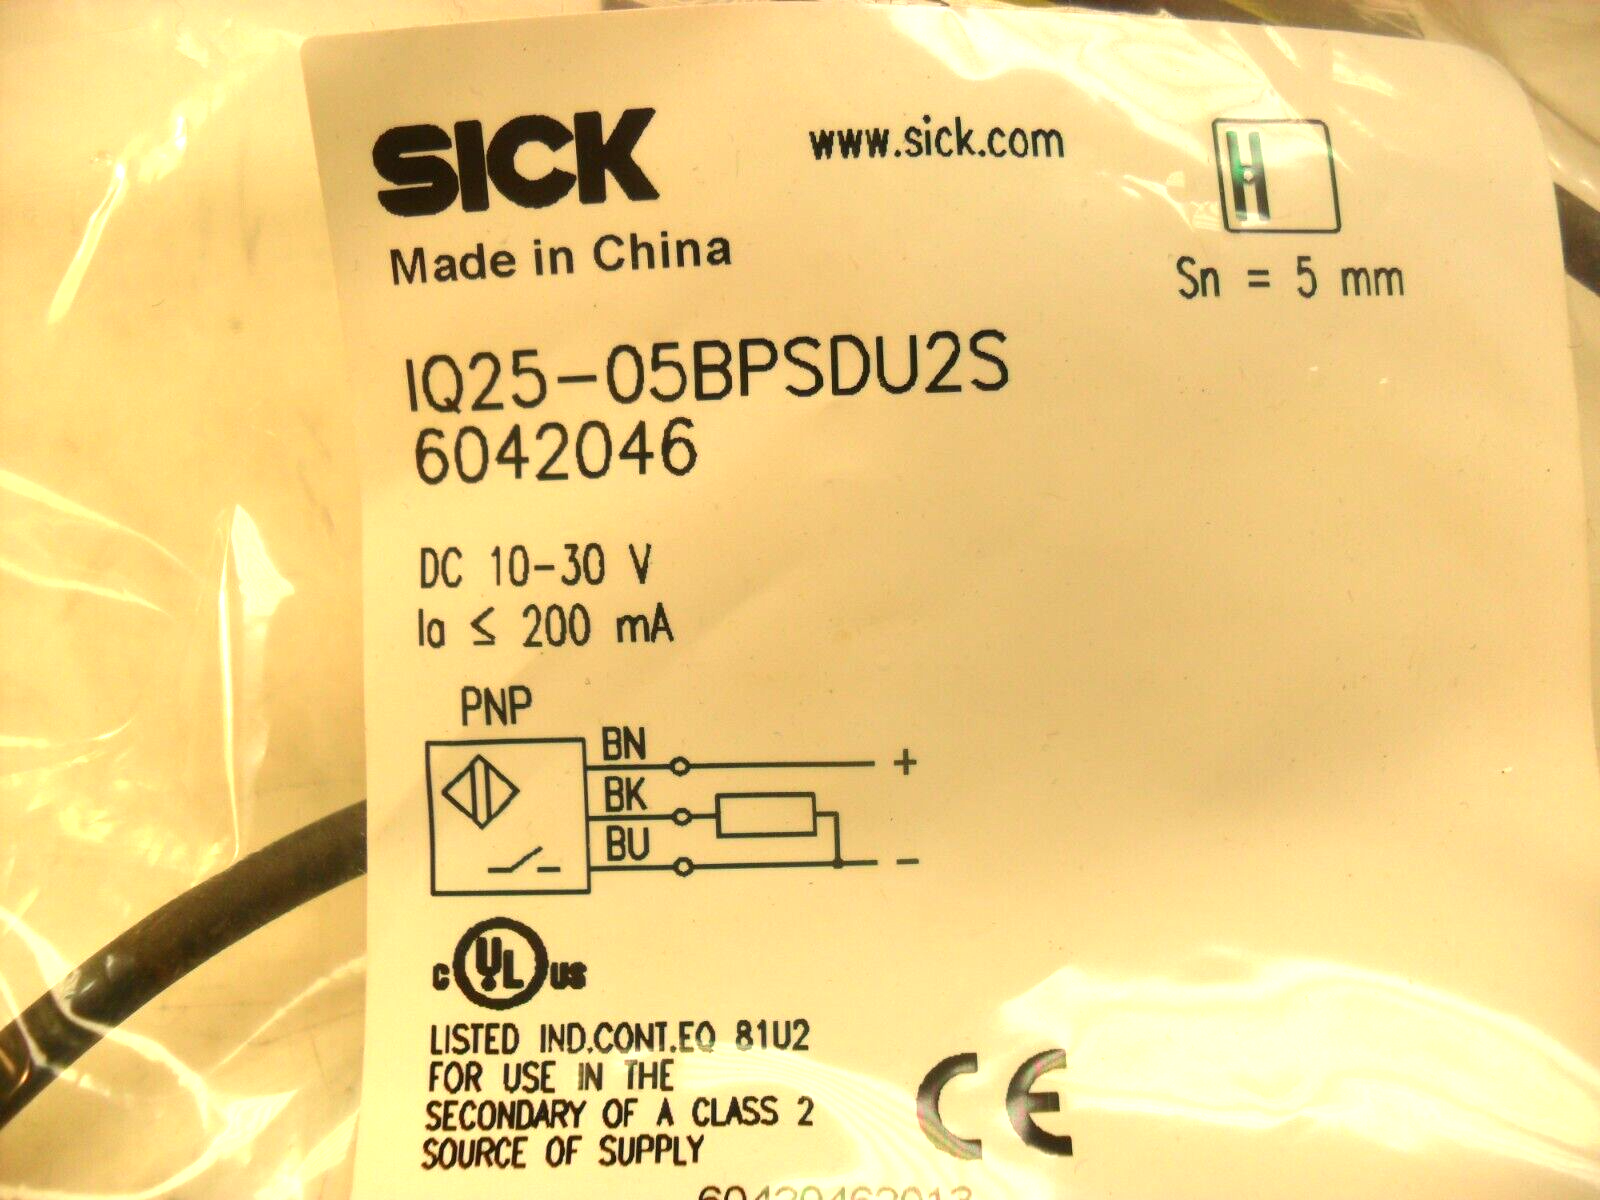 SICK
www.sick.com
Made in China
Sn = 5 mm
IQ25-05BPSDU2S
6042046
DC 10-30 V
Ia ≤ 200 mA
PNP
BN +
BK
BU -
C UL US
LISTED IND.CONT.EQ 81U2
FOR USE IN THE
SECONDARY OF A CLASS 2
SOURCE OF SUPPLY
CE